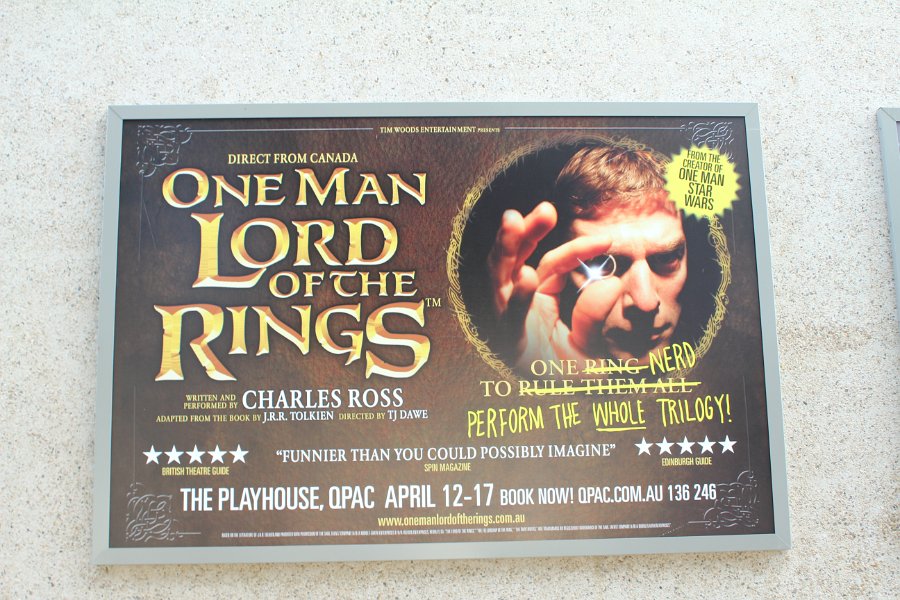 TIM WOODS ENTERTAINMENT PRESENTS
DIRECT FROM CANADA
ONE MAN
LORD
OF THE
RINGS™
WRITTEN AND
PERFORMED BY CHARLES ROSS
ADAPTED FROM THE BOOK BY J.R.R. TOLKIEN DIRECTED BY TJ DAWE
FROM THE
CREATOR OF
ONE MAN
STAR
WARS
ONE RING NERD
TO RULE THEM ALL
PERFORM THE WHOLE TRILOGY!
★★★★★
BRITISH THEATRE GUIDE
“FUNNIER THAN YOU COULD POSSIBLY IMAGINE”
SPIN MAGAZINE
★★★★★
EDINBURGH GUIDE
THE PLAYHOUSE, QPAC APRIL 12-17 BOOK NOW! QPAC.COM.AU 136 246
www.onemanlordoftherings.com.au